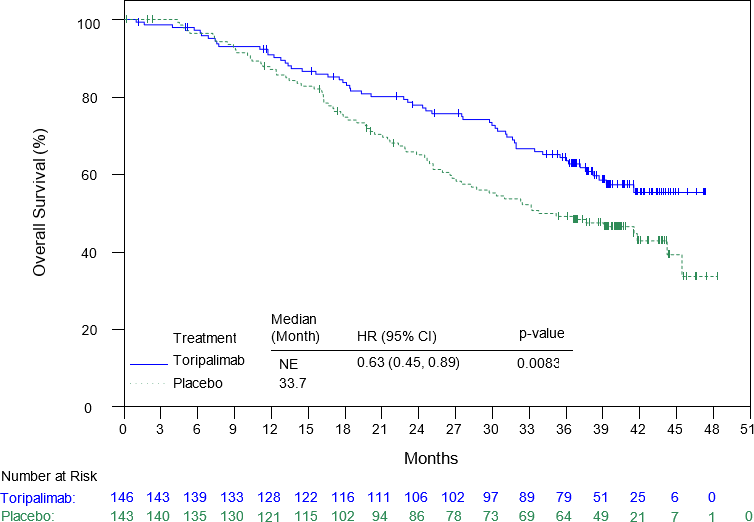 100
80
60
40
20
0
Overall Survival (%)
Median
Treatment (Month) HR (95% CI) p-value
Toripalimab NE 0.63 (0.45, 0.89) 0.0083
Placebo 33.7
0 3 6 9 12 15 18 21 24 27 30 33 36 39 42 45 48 51
Months
Number at Risk
Toripalimab: 146 143 139 133 128 122 116 111 106 102 97 89 79 51 25 6 0
Placebo: 143 140 135 130 121 115 102 94 86 78 73 69 64 49 21 7 1 0